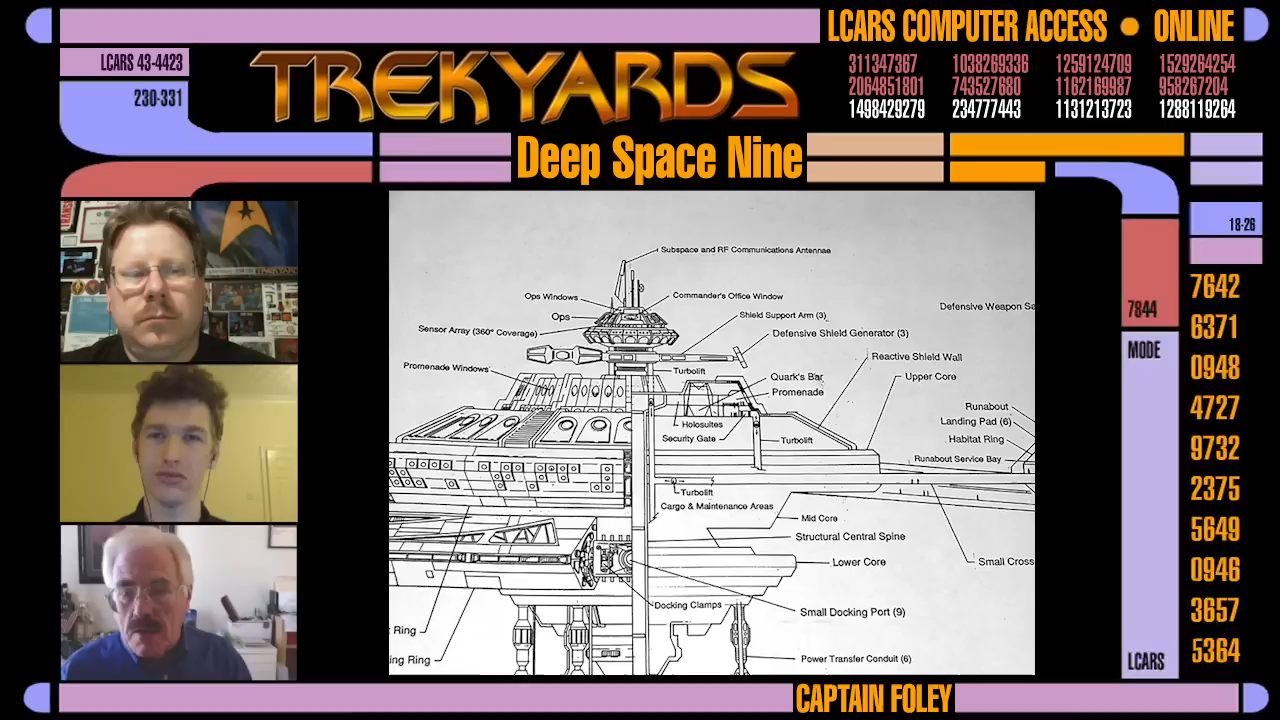 LCARS COMPUTER ACCESS • ONLINE
LCARS 43-4423
230-331
TREKYARDS
311347367 1038269336 1259124709 1529264254
2064851801 743527680 1162169987 958267204
1498429279 234777443 1131213723 1288119264
Deep Space Nine
18-26
7844
MODE
LCARS
7642
6371
0948
4727
9732
2375
5649
0946
3657
5364
Subspace and RF Communications Antennae
Ops Windows
Commander's Office Window
Defensive Weapon Sa
Ops
Shield Support Arm (3)
Sensor Array (360° Coverage)
Defensive Shield Generator (3)
Reactive Shield Wall
Promenade Windows
Turbolift
Quark's Bar
Upper Core
Promenade
Runabout
Landing Pad (6)
Holosuites
Security Gate
Turbolift
Habitat Ring
Runabout Service Bay
Turbolift
Cargo & Maintenance Areas
Mid Core
Structural Central Spine
Lower Core
Small Cross
Docking Clamps
Small Docking Port (9)
Ring
ing Ring
Power Transfer Conduit (6)
CAPTAIN FOLEY